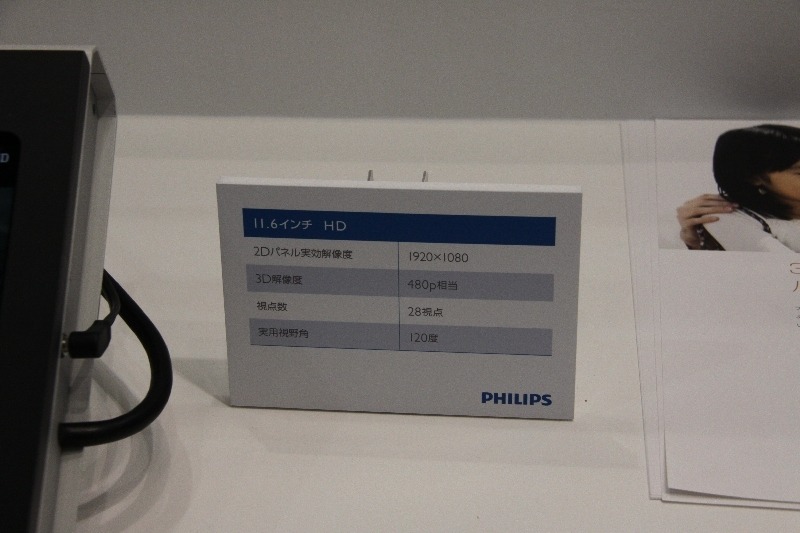 11.6インチ HD
2Dパネル実効解像度 1920×1080
3D解像度 480p相当
視点数 28視点
実用視野角 120度
PHILIPS